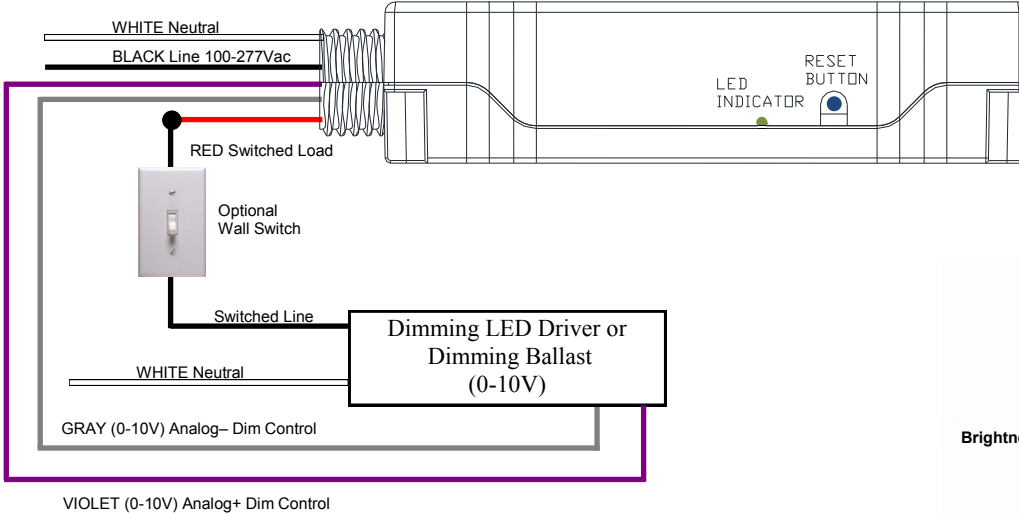 WHITE Neutral
BLACK Line 100-277Vac
RESET
BUTTON
LED
INDICATOR
RED Switched Load
Optional
Wall Switch
Switched Line
Dimming LED Driver or
Dimming Ballast
(0-10V)
WHITE Neutral
GRAY (0-10V) Analog– Dim Control
VIOLET (0-10V) Analog+ Dim Control